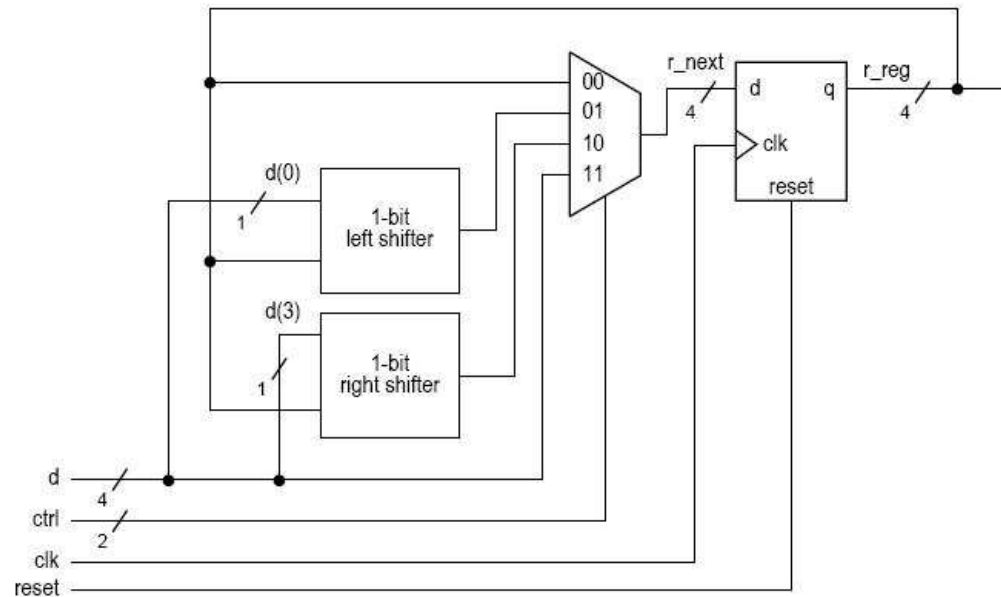 r_next
r_reg
00
01
10
11
d
q
4
4
clk
reset
d(0)
1
1-bit
left shifter
d(3)
1
1-bit
right shifter
d
4
ctrl
2
clk
reset